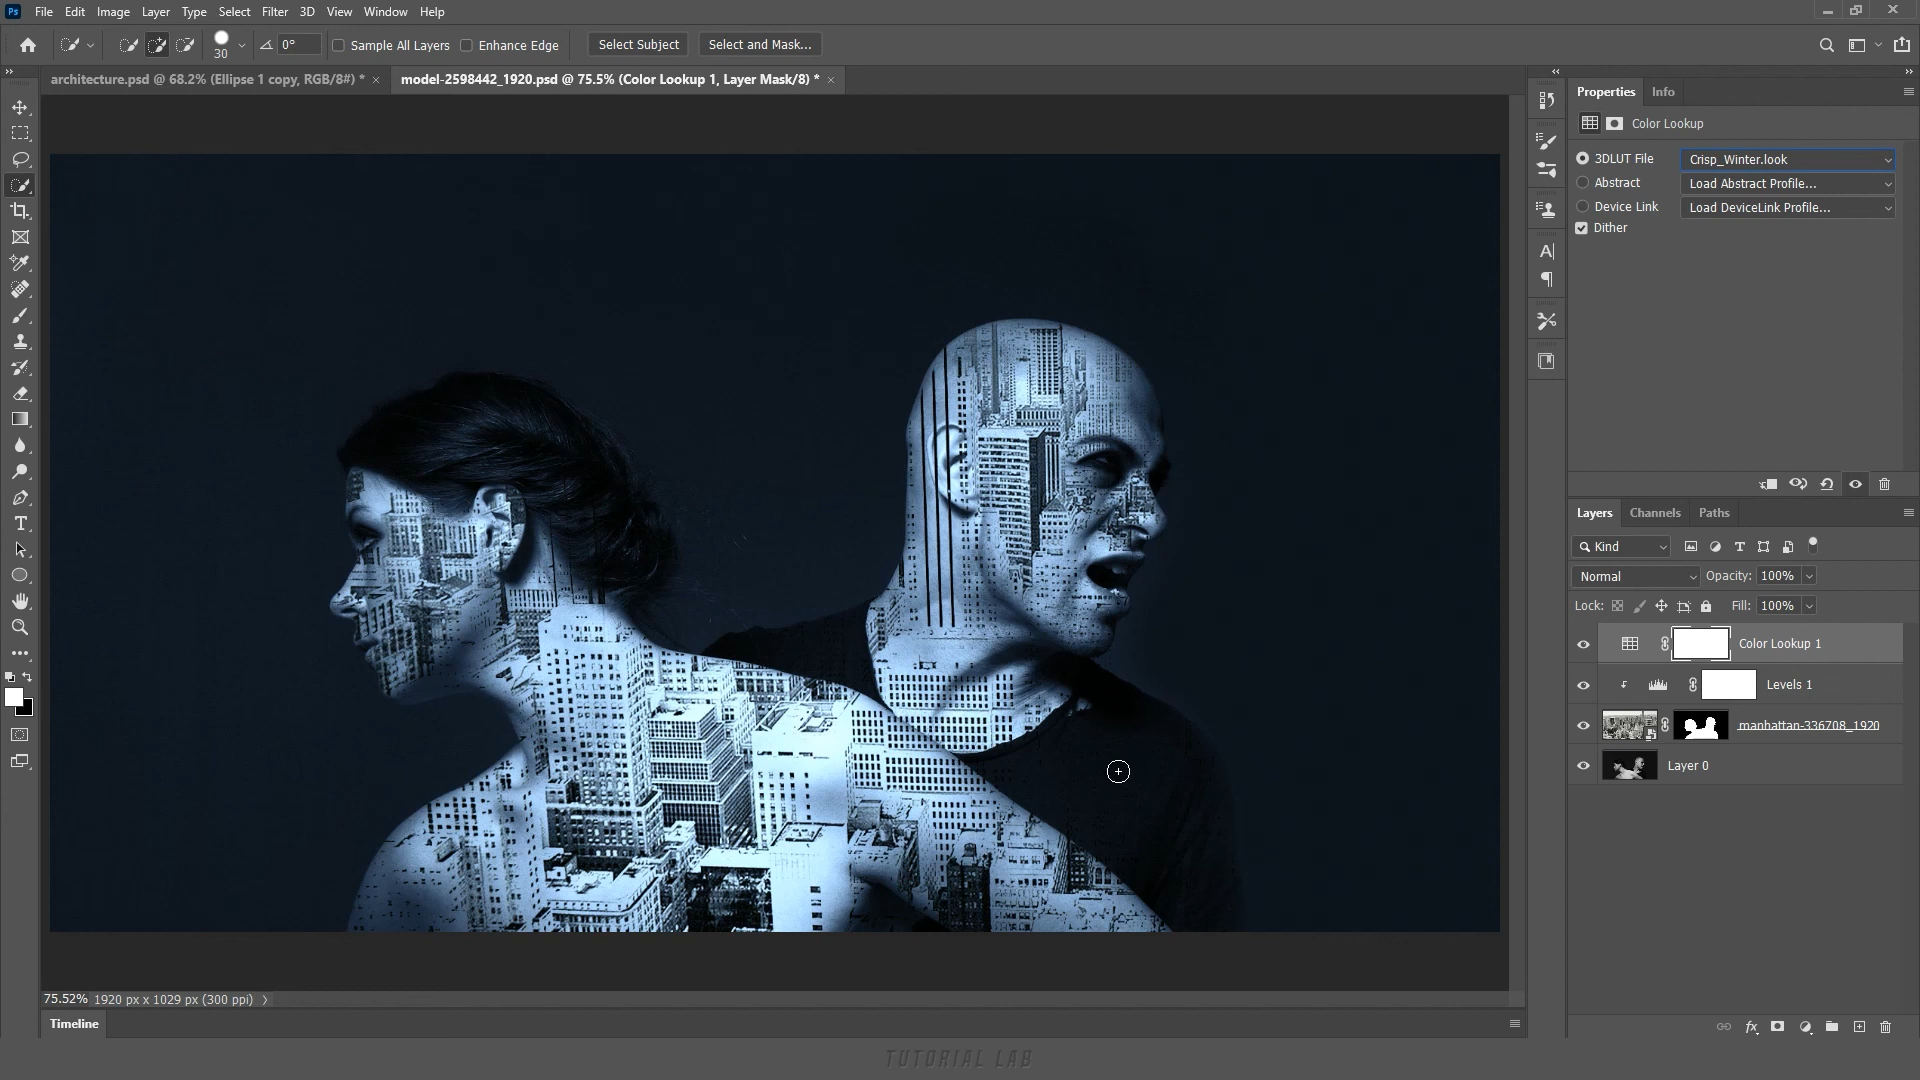 Ps File Edit Image Layer Type Select Filter 3D View Window Help
30 0° Sample All Layers Enhance Edge Select Subject Select and Mask...
architecture.psd @ 68.2% (Ellipse 1 copy, RGB/8#) * model-2598442_1920.psd @ 75.5% (Color Lookup 1, Layer Mask/8) *
Properties Info
Color Lookup
3DLUT File Crisp_Winter.look
Abstract Load Abstract Profile...
Device Link Load DeviceLink Profile...
Dither
Layers Channels Paths
Kind
Normal Opacity: 100%
Lock: Fill: 100%
Color Lookup 1
Levels 1
manhattan-336708_1920
Layer 0
75.52% 1920 px x 1029 px (300 ppi)
Timeline
TUTORIAL LAB